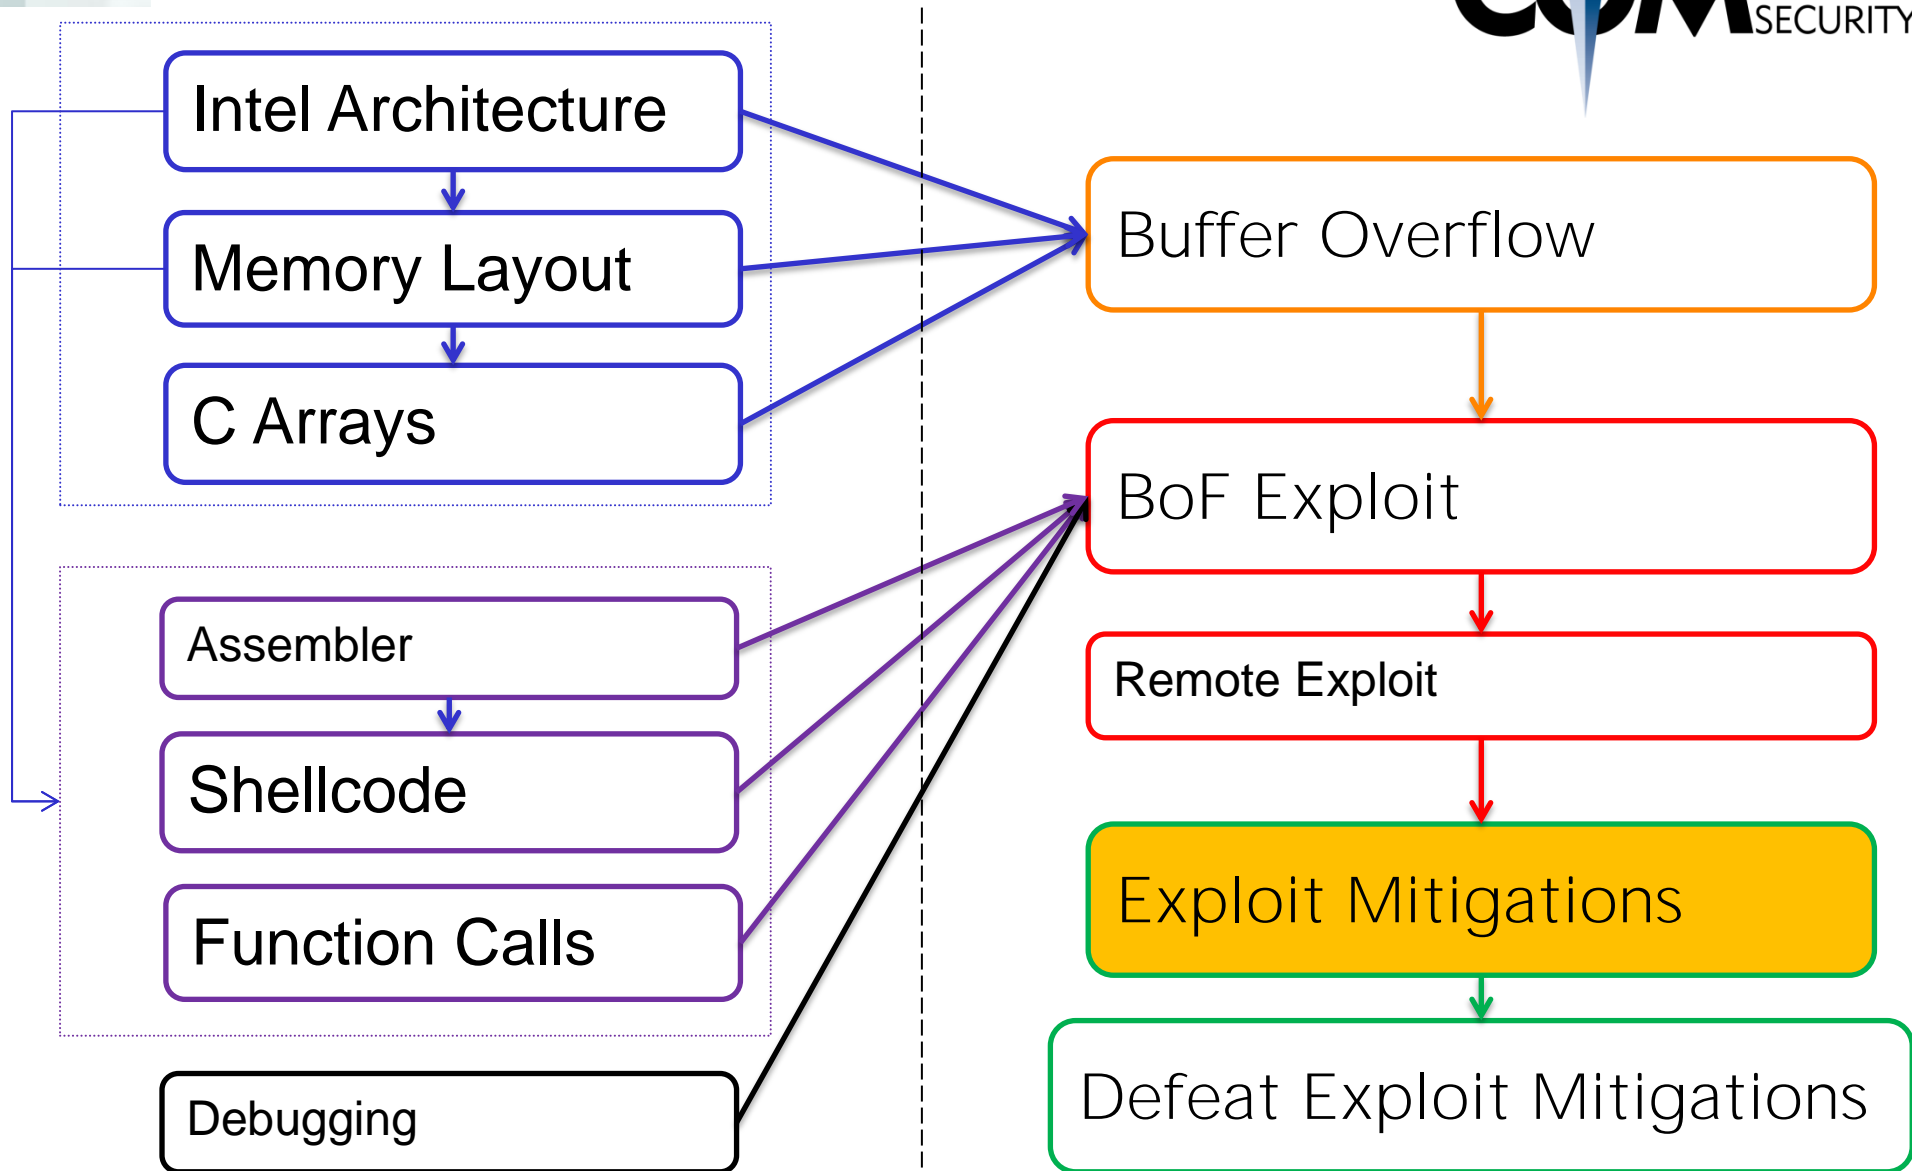 SECURITY
Intel Architecture
Memory Layout
C Arrays
Assembler
Shellcode
Function Calls
Debugging
Buffer Overflow
BoF Exploit
Remote Exploit
Exploit Mitigations
Defeat Exploit Mitigations